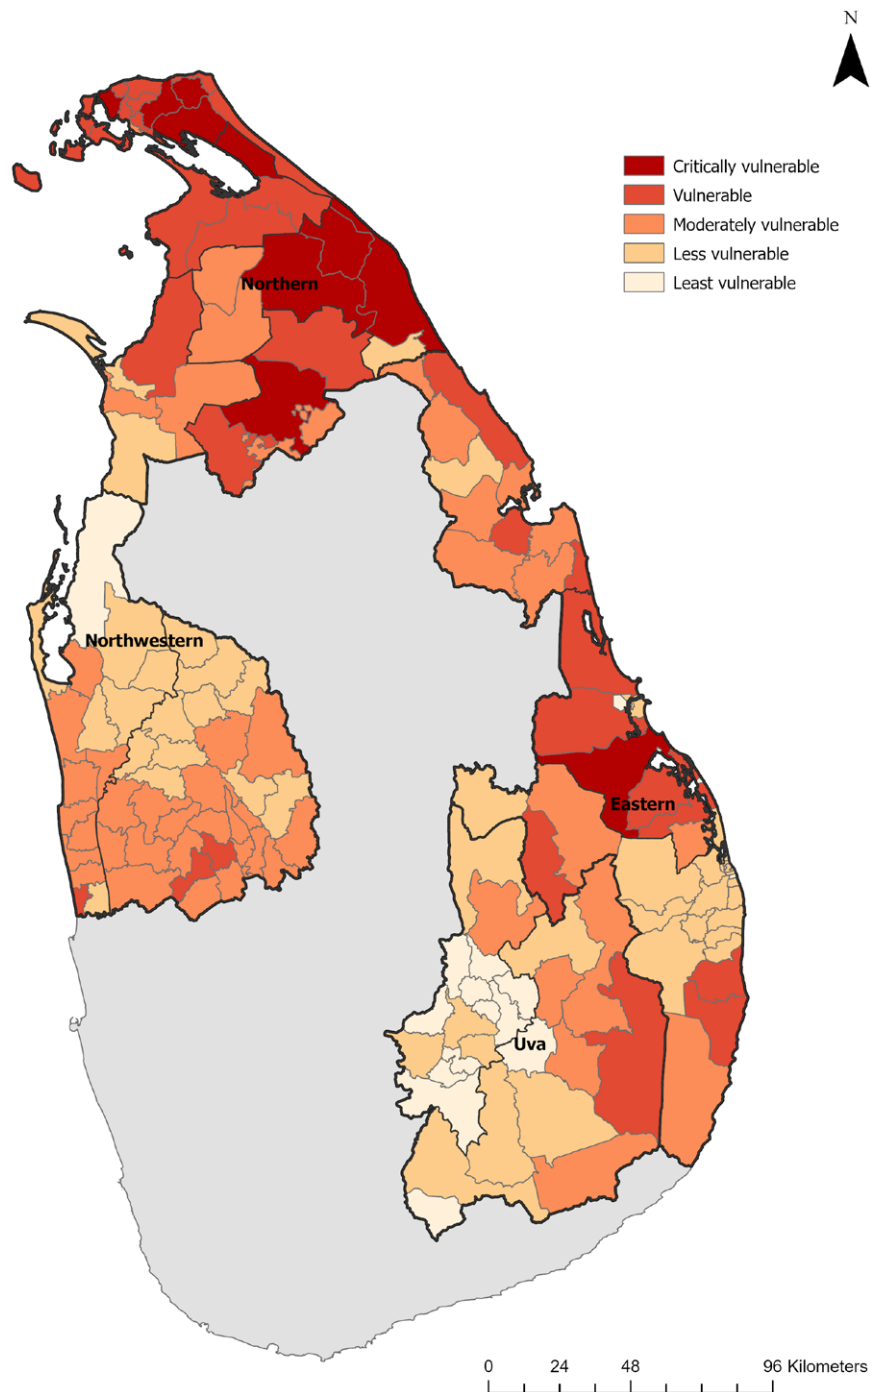 N
Critically vulnerable
Vulnerable
Moderately vulnerable
Less vulnerable
Least vulnerable
Northern
Northwestern
Eastern
Uva
0 24 48 96 Kilometers